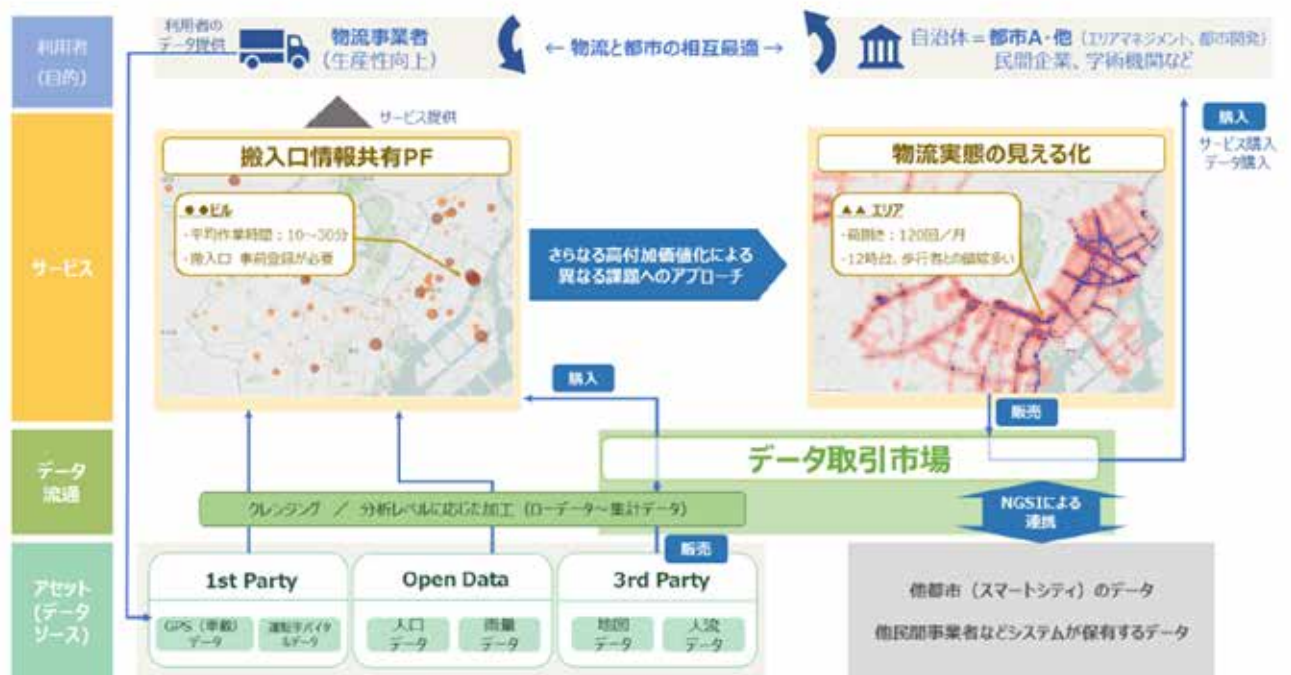 利用者
(目的)
利用者の
データ提供
物流事業者
(生産性向上)
← 物流と都市の相互最適 →
自治体=都市A・他(エリアマネジメント、都市開発)
民間企業、学術機関など
サービス
サービス提供
搬入口情報共有PF
●●ビル
-平均作業時間:10~30分
-搬入口 事前登録が必要
さらなる高付加価値化による
異なる課題へのアプローチ
物流実態の見える化
▲▲エリア
-荷捌き:120回/月
-12時台、歩行者との錯綜多い
購入
サービス購入
データ購入
購入
販売
データ
流通
データ取引市場
クレンジング / 分析レベルに応じた加工(ローデータ~集計データ)
NGSIによる
連携
販売
アセット
(データ
ソース)
1st Party
GPS(車載)
データ
運転手バイタ
ルデータ
Open Data
人口
データ
雨量
データ
3rd Party
地図
データ
人流
データ
他都市(スマートシティ)のデータ
他民間事業者などシステムが保有するデータ